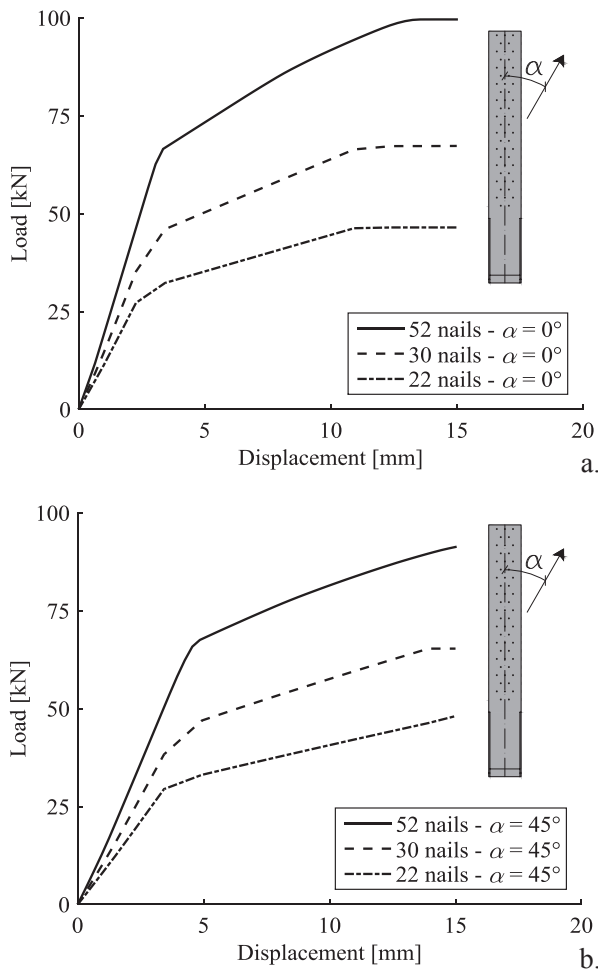 100
75
50
25
0
Load [kN]
α
52 nails - α = 0°
30 nails - α = 0°
22 nails - α = 0°
0 5 10 15 20
Displacement [mm]
a.
100
75
50
25
0
Load [kN]
α
52 nails - α = 45°
30 nails - α = 45°
22 nails - α = 45°
0 5 10 15 20
Displacement [mm]
b.